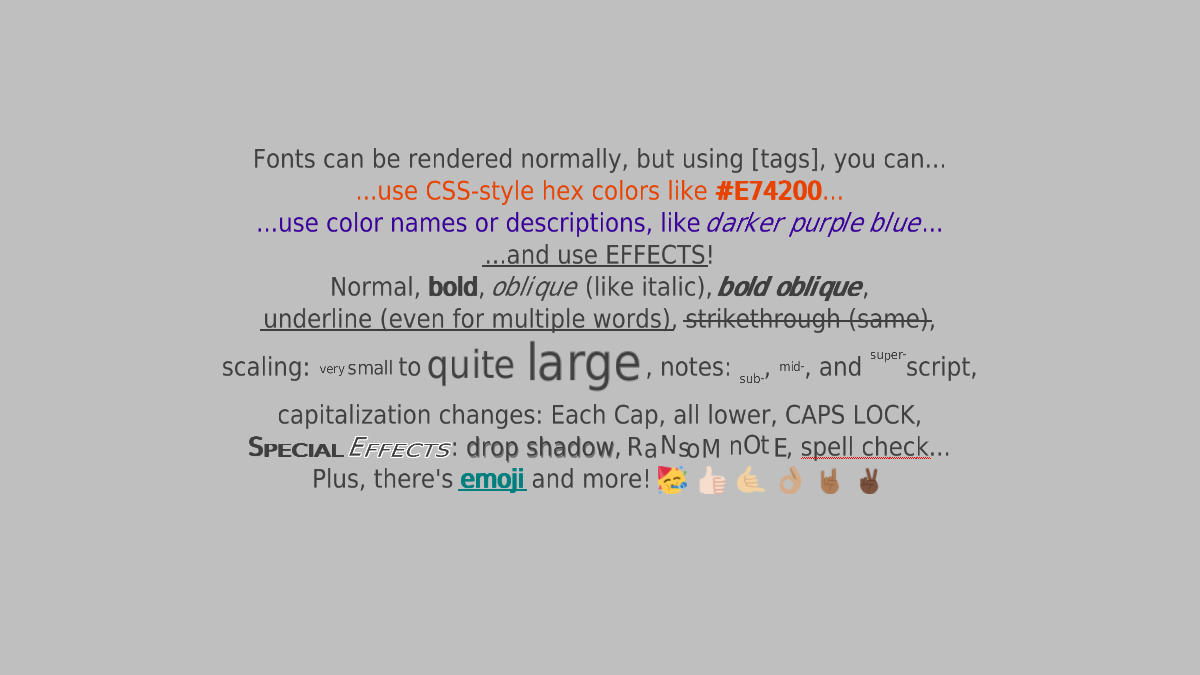 Fonts can be rendered normally, but using [tags], you can...
...use CSS-style hex colors like #E74200...
...use color names or descriptions, like darker purple blue...
...and use EFFECTS!
Normal, bold, oblique (like italic), bold oblique,
underline (even for multiple words), strikethrough (same),
scaling: very small to quite large, notes: sub-, mid-, and super-script,
capitalization changes: Each Cap, all lower, CAPS LOCK,
SPECIAL EFFECTS: drop shadow, RaNsoM nOtE, spell check...
Plus, there's emoji and more! 🥳 👍🏻 🤙🏼 👌🏽 🤘🏾 ✌🏿